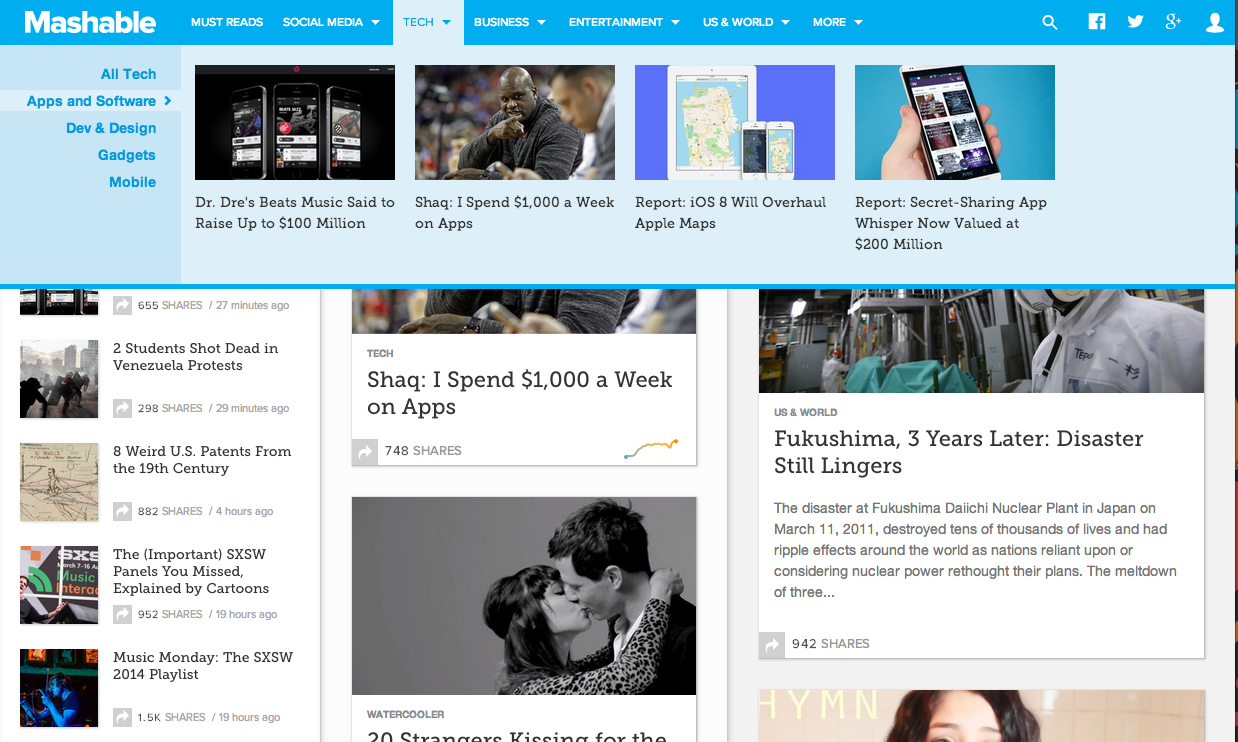 Mashable
MUST READS
SOCIAL MEDIA
TECH
BUSINESS
ENTERTAINMENT
US & WORLD
MORE
All Tech
Apps and Software
Dev & Design
Gadgets
Mobile
Dr. Dre's Beats Music Said to
Raise Up to $100 Million
Shaq: I Spend $1,000 a Week
on Apps
Report: iOS 8 Will Overhaul
Apple Maps
Report: Secret-Sharing App
Whisper Now Valued at
$200 Million
655 SHARES / 27 minutes ago
2 Students Shot Dead in
Venezuela Protests
298 SHARES / 29 minutes ago
8 Weird U.S. Patents From
the 19th Century
882 SHARES / 4 hours ago
The (Important) SXSW
Panels You Missed,
Explained by Cartoons
952 SHARES / 19 hours ago
Music Monday: The SXSW
2014 Playlist
1.5K SHARES / 19 hours ago
TECH
Shaq: I Spend $1,000 a Week
on Apps
748 SHARES
WATERCOOLER
20 Strangers Kissing for the
US & WORLD
Fukushima, 3 Years Later: Disaster
Still Lingers
The disaster at Fukushima Daiichi Nuclear Plant in Japan on
March 11, 2011, destroyed tens of thousands of lives and had
ripple effects around the world as nations reliant upon or
considering nuclear power rethought their plans. The meltdown
of three...
942 SHARES
HYMN